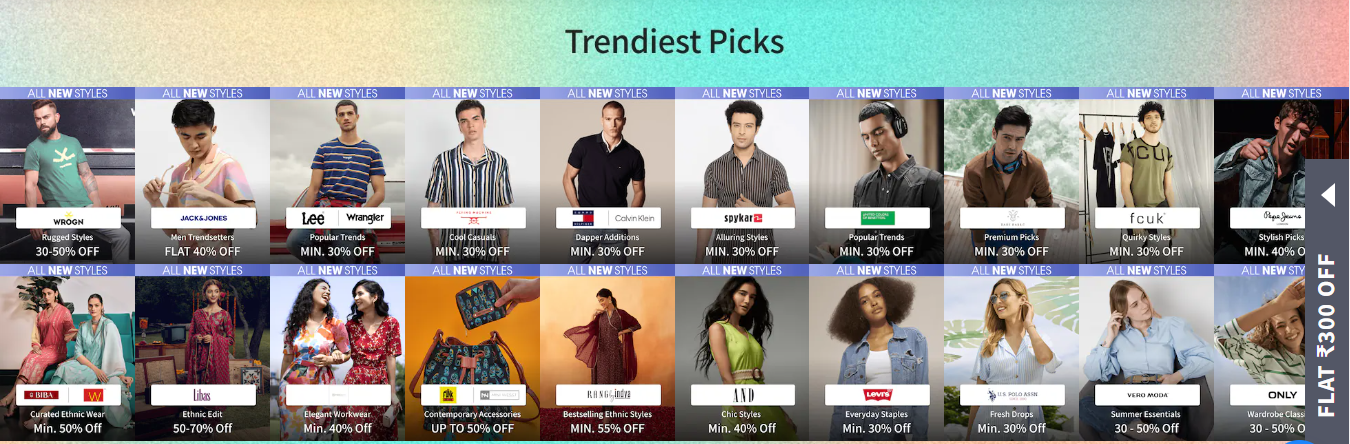 Trendiest Picks
ALL NEW STYLES
WROGN
Rugged Styles
30-50% OFF
ALL NEW STYLES
JACK&JONES
Men Trendsetters
FLAT 40% OFF
ALL NEW STYLES
Lee Wrangler
Popular Trends
MIN. 30% OFF
ALL NEW STYLES
FLYING MACHINE
Cool Casuals
MIN. 30% OFF
ALL NEW STYLES
Calvin Klein
Dapper Additions
MIN. 30% OFF
ALL NEW STYLES
spykar
Alluring Styles
MIN. 30% OFF
ALL NEW STYLES
UNITED COLORS
OF BENETTON
Popular Trends
MIN. 30% OFF
ALL NEW STYLES
Premium Picks
MIN. 30% OFF
ALL NEW STYLES
fcuk
Quirky Styles
MIN. 30% OFF
ALL NEW STYLES
Pepe Jeans
Stylish Picks
MIN. 40% O
ALL NEW STYLES
BIBA W
Curated Ethnic Wear
Min. 50% Off
ALL NEW STYLES
Libas
Ethnic Edit
50-70% Off
ALL NEW STYLES
Elegant Workwear
Min. 40% Off
ALL NEW STYLES
Contemporary Accessories
UP TO 50% OFF
ALL NEW STYLES
RANGRITI indya
Bestselling Ethnic Styles
MIN. 55% OFF
ALL NEW STYLES
AND
Chic Styles
Min. 40% Off
ALL NEW STYLES
Levi's
Everyday Staples
Min. 30% Off
ALL NEW STYLES
U.S. POLO ASSN
Fresh Drops
Min. 30% Off
ALL NEW STYLES
VERO MODA
Summer Essentials
30 - 50% Off
ALL NEW STY
ONLY
Wardrobe Class
30 - 50% O
FLAT ₹300 OFF